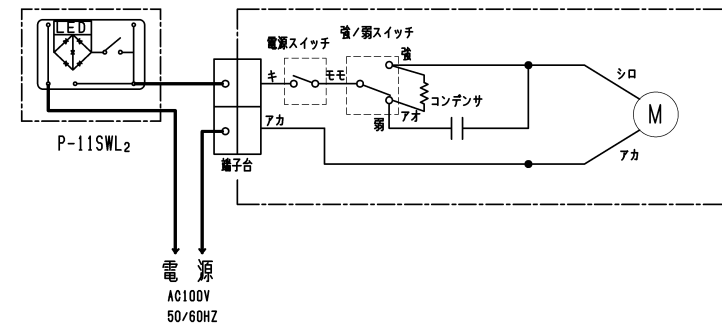 LED
P-11SWL₂
電源スイッチ
強/弱スイッチ
強
キ
モモ
コンデンサ
アオ
弱
シロ
M
アカ
アカ
端子台
電源
AC100V
50/60HZ